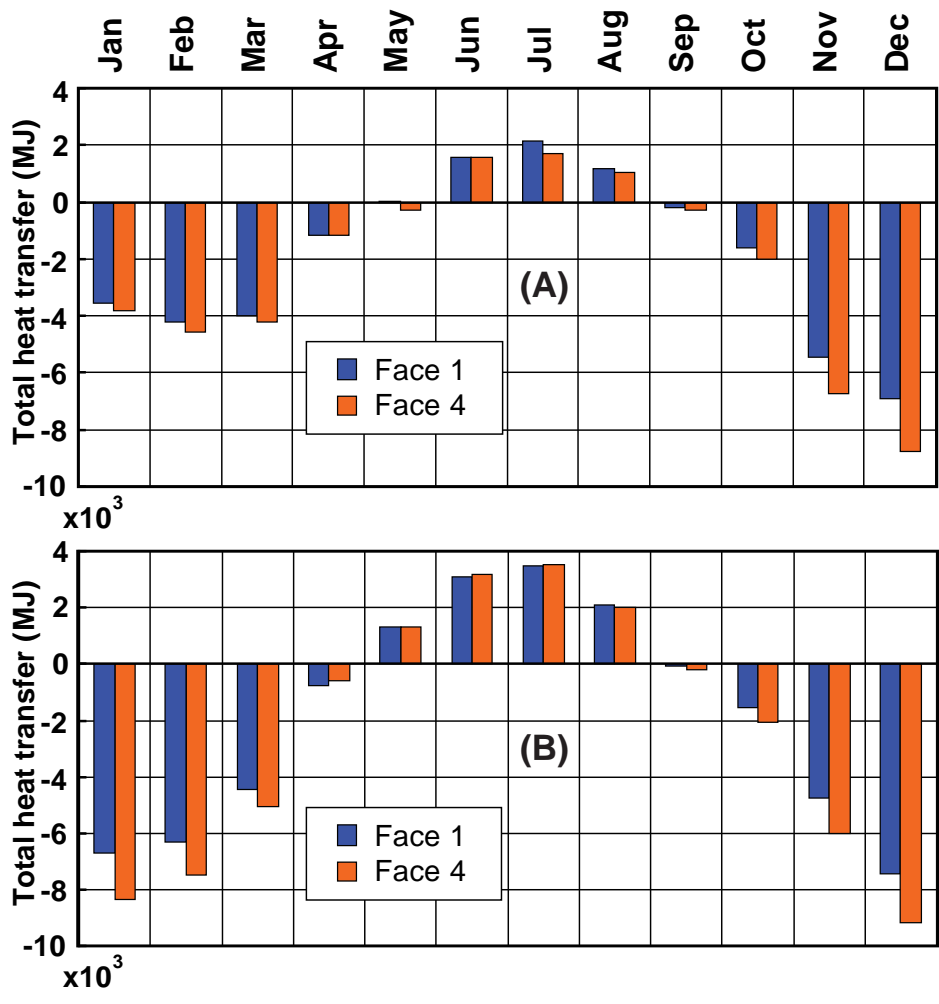 Jan Feb Mar Apr May Jun Jul Aug Sep Oct Nov Dec
Total heat transfer (MJ)
4
2
0
-2
-4
-6
-8
-10
x10³
(A)
Face 1
Face 4
Total heat transfer (MJ)
4
2
0
-2
-4
-6
-8
-10
x10³
(B)
Face 1
Face 4